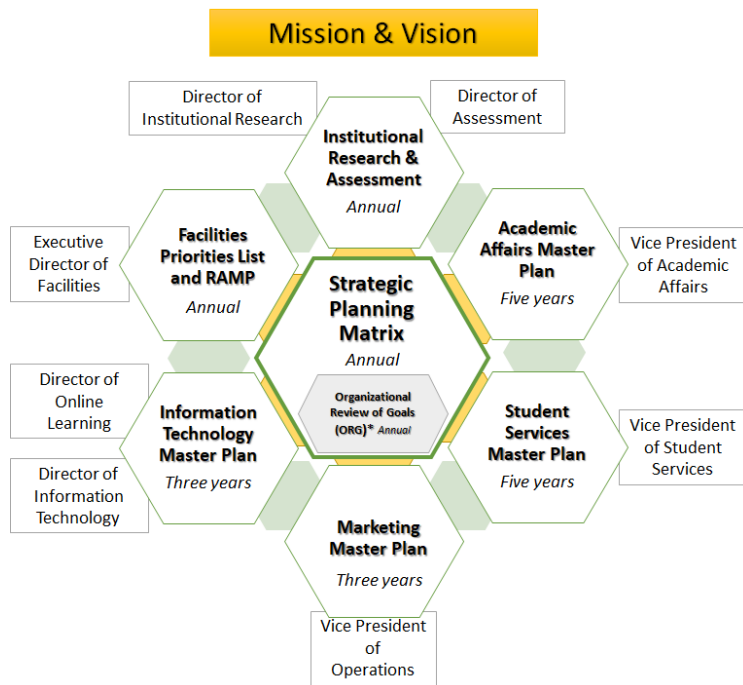 Mission & Vision
Director of
Institutional Research
Director of
Assessment
Institutional
Research &
Assessment
Annual
Facilities
Priorities List
and RAMP
Annual
Academic
Affairs Master
Plan
Five years
Executive
Director of
Facilities
Vice President
of Academic
Affairs
Strategic
Planning
Matrix
Annual
Organizational
Review of Goals
(ORG)* Annual
Director of
Online
Learning
Director of
Information
Technology
Information
Technology
Master Plan
Three years
Student
Services
Master Plan
Five years
Vice President
of Student
Services
Marketing
Master Plan
Three years
Vice President
of
Operations